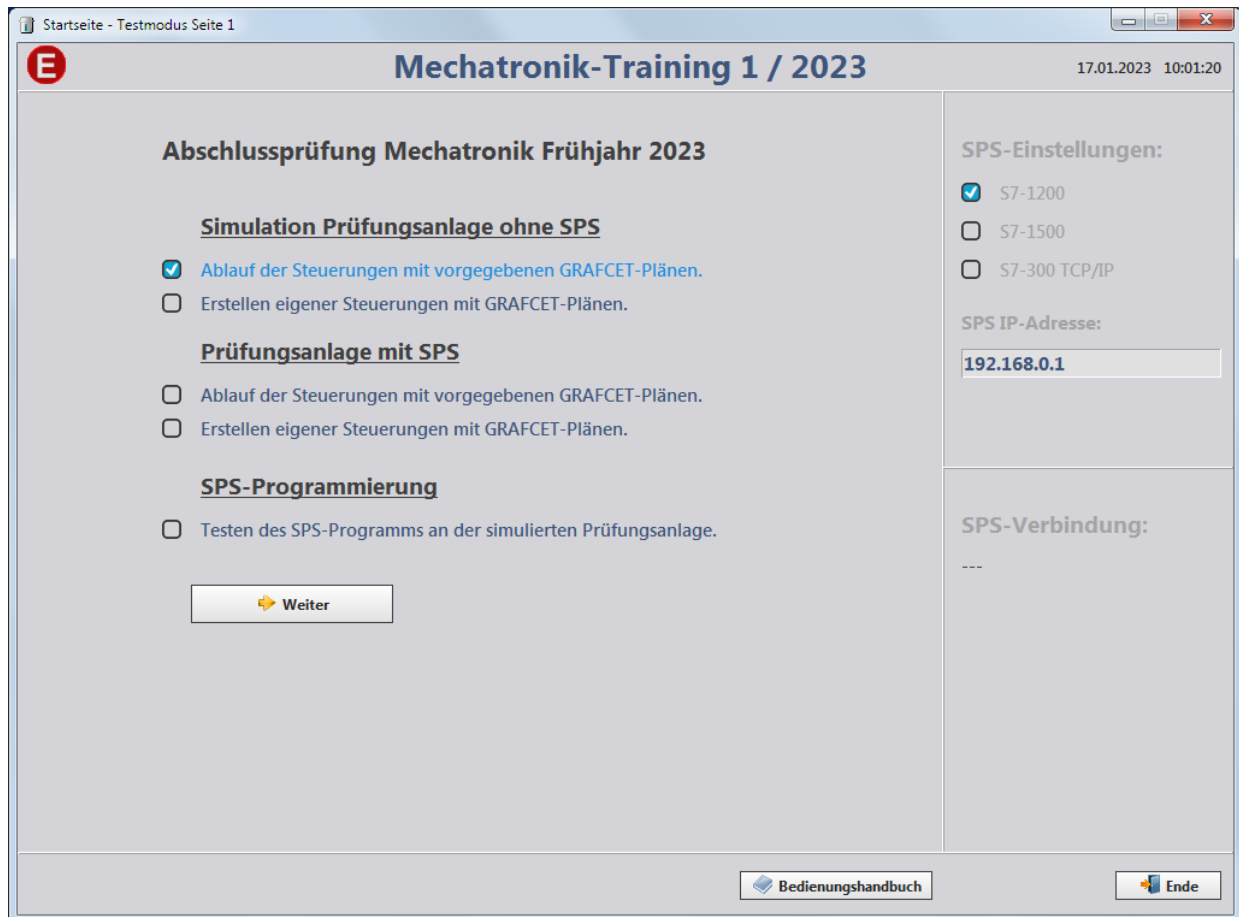 Startseite - Testmodus Seite 1
E
Mechatronik-Training 1 / 2023
17.01.2023 10:01:20
Abschlussprüfung Mechatronik Frühjahr 2023
Simulation Prüfungsanlage ohne SPS
Ablauf der Steuerungen mit vorgegebenen GRAFCET-Plänen.
Erstellen eigener Steuerungen mit GRAFCET-Plänen.
Prüfungsanlage mit SPS
Ablauf der Steuerungen mit vorgegebenen GRAFCET-Plänen.
Erstellen eigener Steuerungen mit GRAFCET-Plänen.
SPS-Programmierung
Testen des SPS-Programms an der simulierten Prüfungsanlage.
Weiter
SPS-Einstellungen:
S7-1200
S7-1500
S7-300 TCP/IP
SPS IP-Adresse:
192.168.0.1
SPS-Verbindung:
---
Bedienungshandbuch
Ende